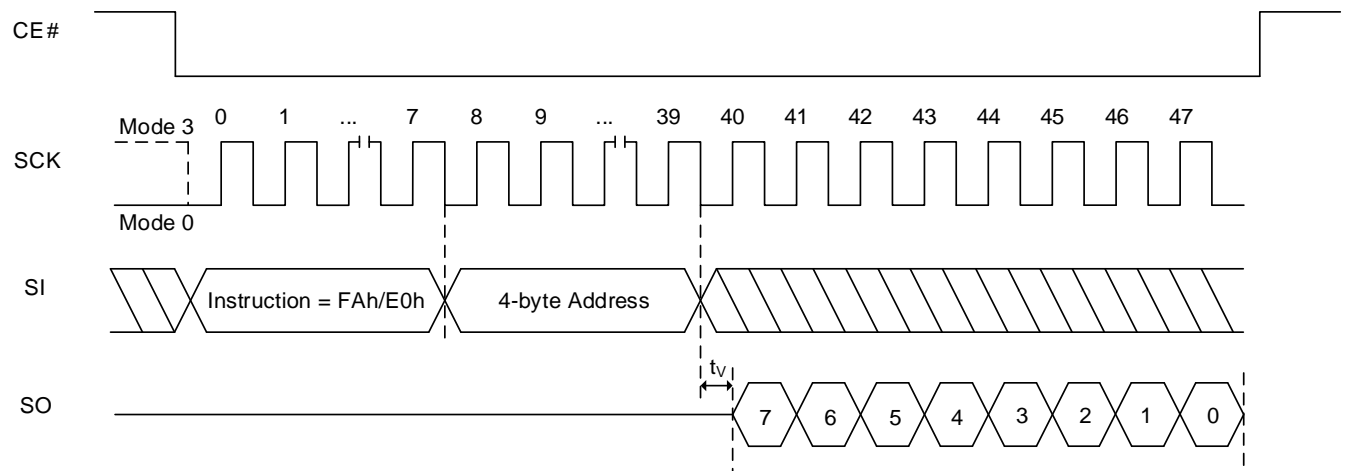 CE#
Mode 3 0 1 ... 7 8 9 ... 39 40 41 42 43 44 45 46 47
SCK
Mode 0
SI Instruction = FAh/E0h 4-byte Address
tV
SO 7 6 5 4 3 2 1 0